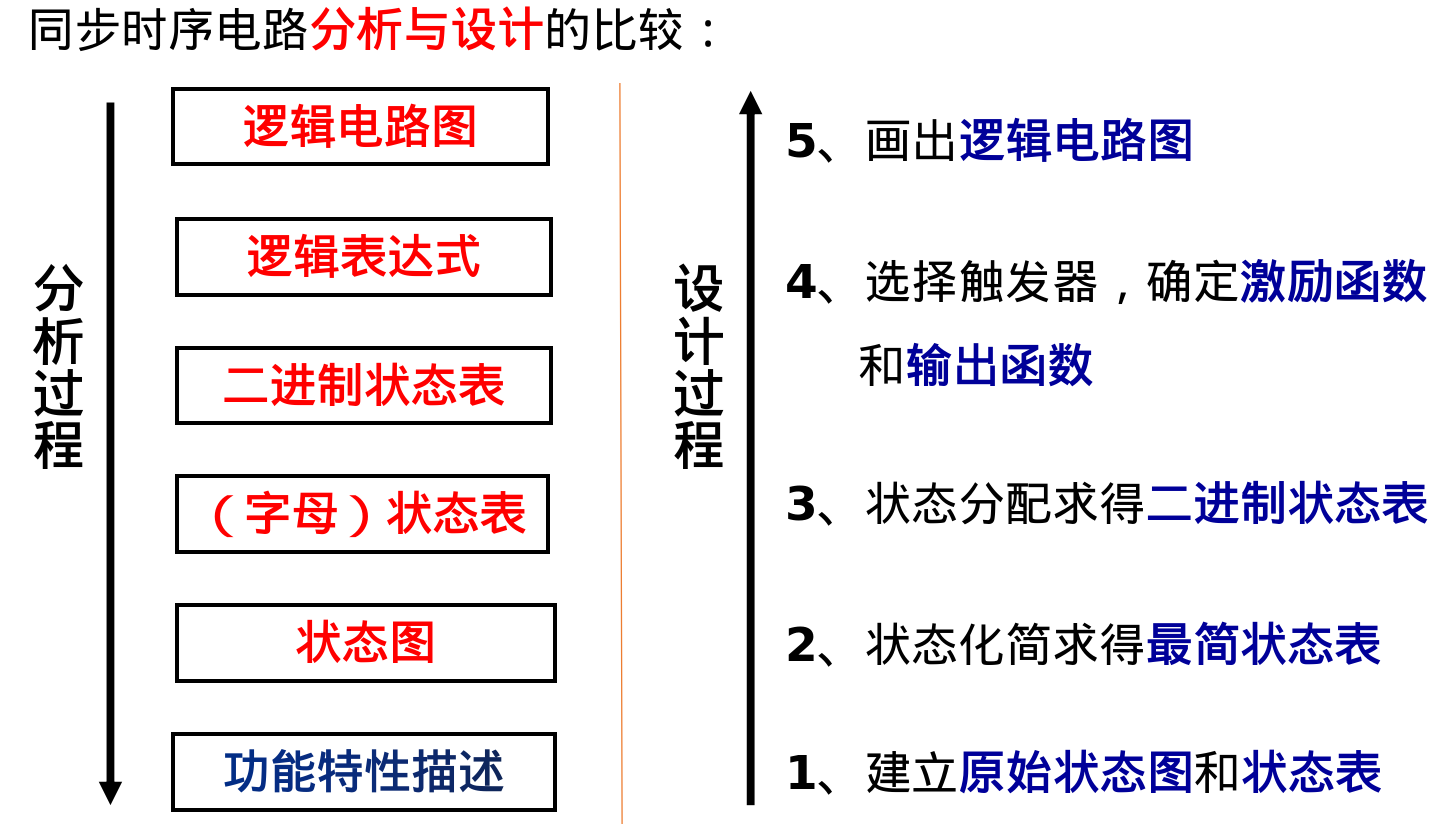 同步时序电路分析与设计的比较：
分析过程
逻辑电路图
逻辑表达式
二进制状态表
（字母）状态表
状态图
功能特性描述
设计过程
5、画出逻辑电路图
4、选择触发器，确定激励函数
和输出函数
3、状态分配求得二进制状态表
2、状态化简求得最简状态表
1、建立原始状态图和状态表